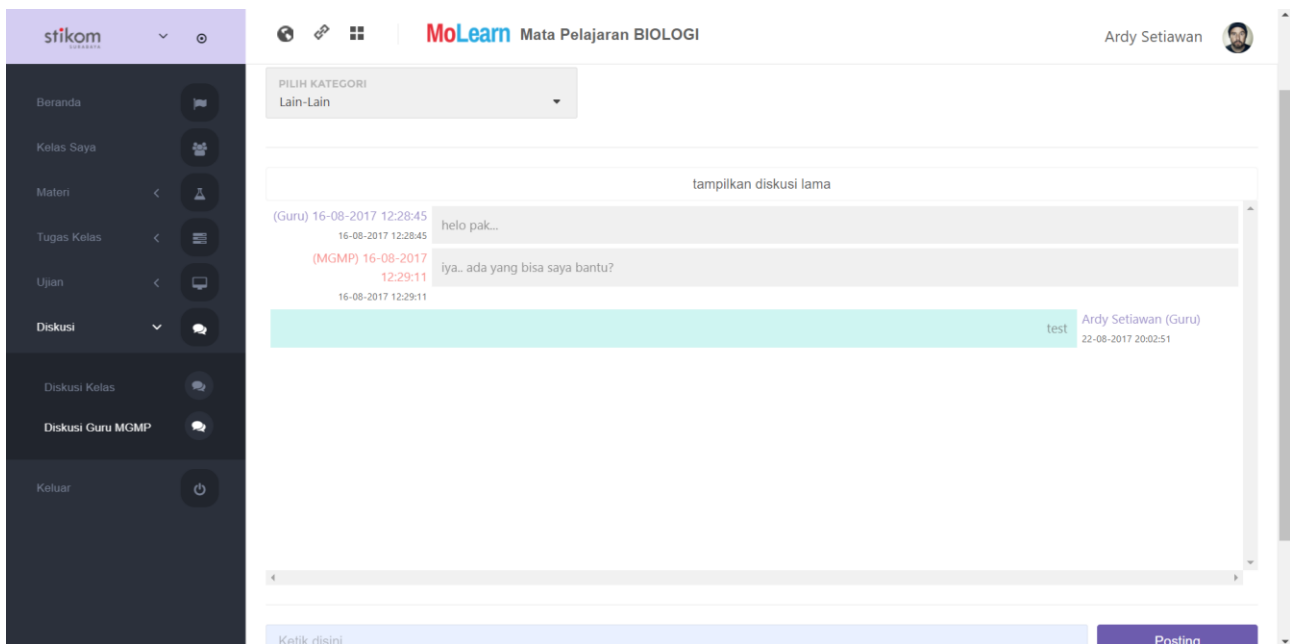 stikom
SURABAYA
MoLearn Mata Pelajaran BIOLOGI
Ardy Setiawan
Beranda
Kelas Saya
Materi
Tugas Kelas
Ujian
Diskusi
Diskusi Kelas
Diskusi Guru MGMP
Keluar
PILIH KATEGORI
Lain-Lain
tampilkan diskusi lama
(Guru) 16-08-2017 12:28:45
16-08-2017 12:28:45
helo pak...
(MGMP) 16-08-2017
12:29:11
16-08-2017 12:29:11
iya.. ada yang bisa saya bantu?
test
Ardy Setiawan (Guru)
22-08-2017 20:02:51
Ketik disini
Posting